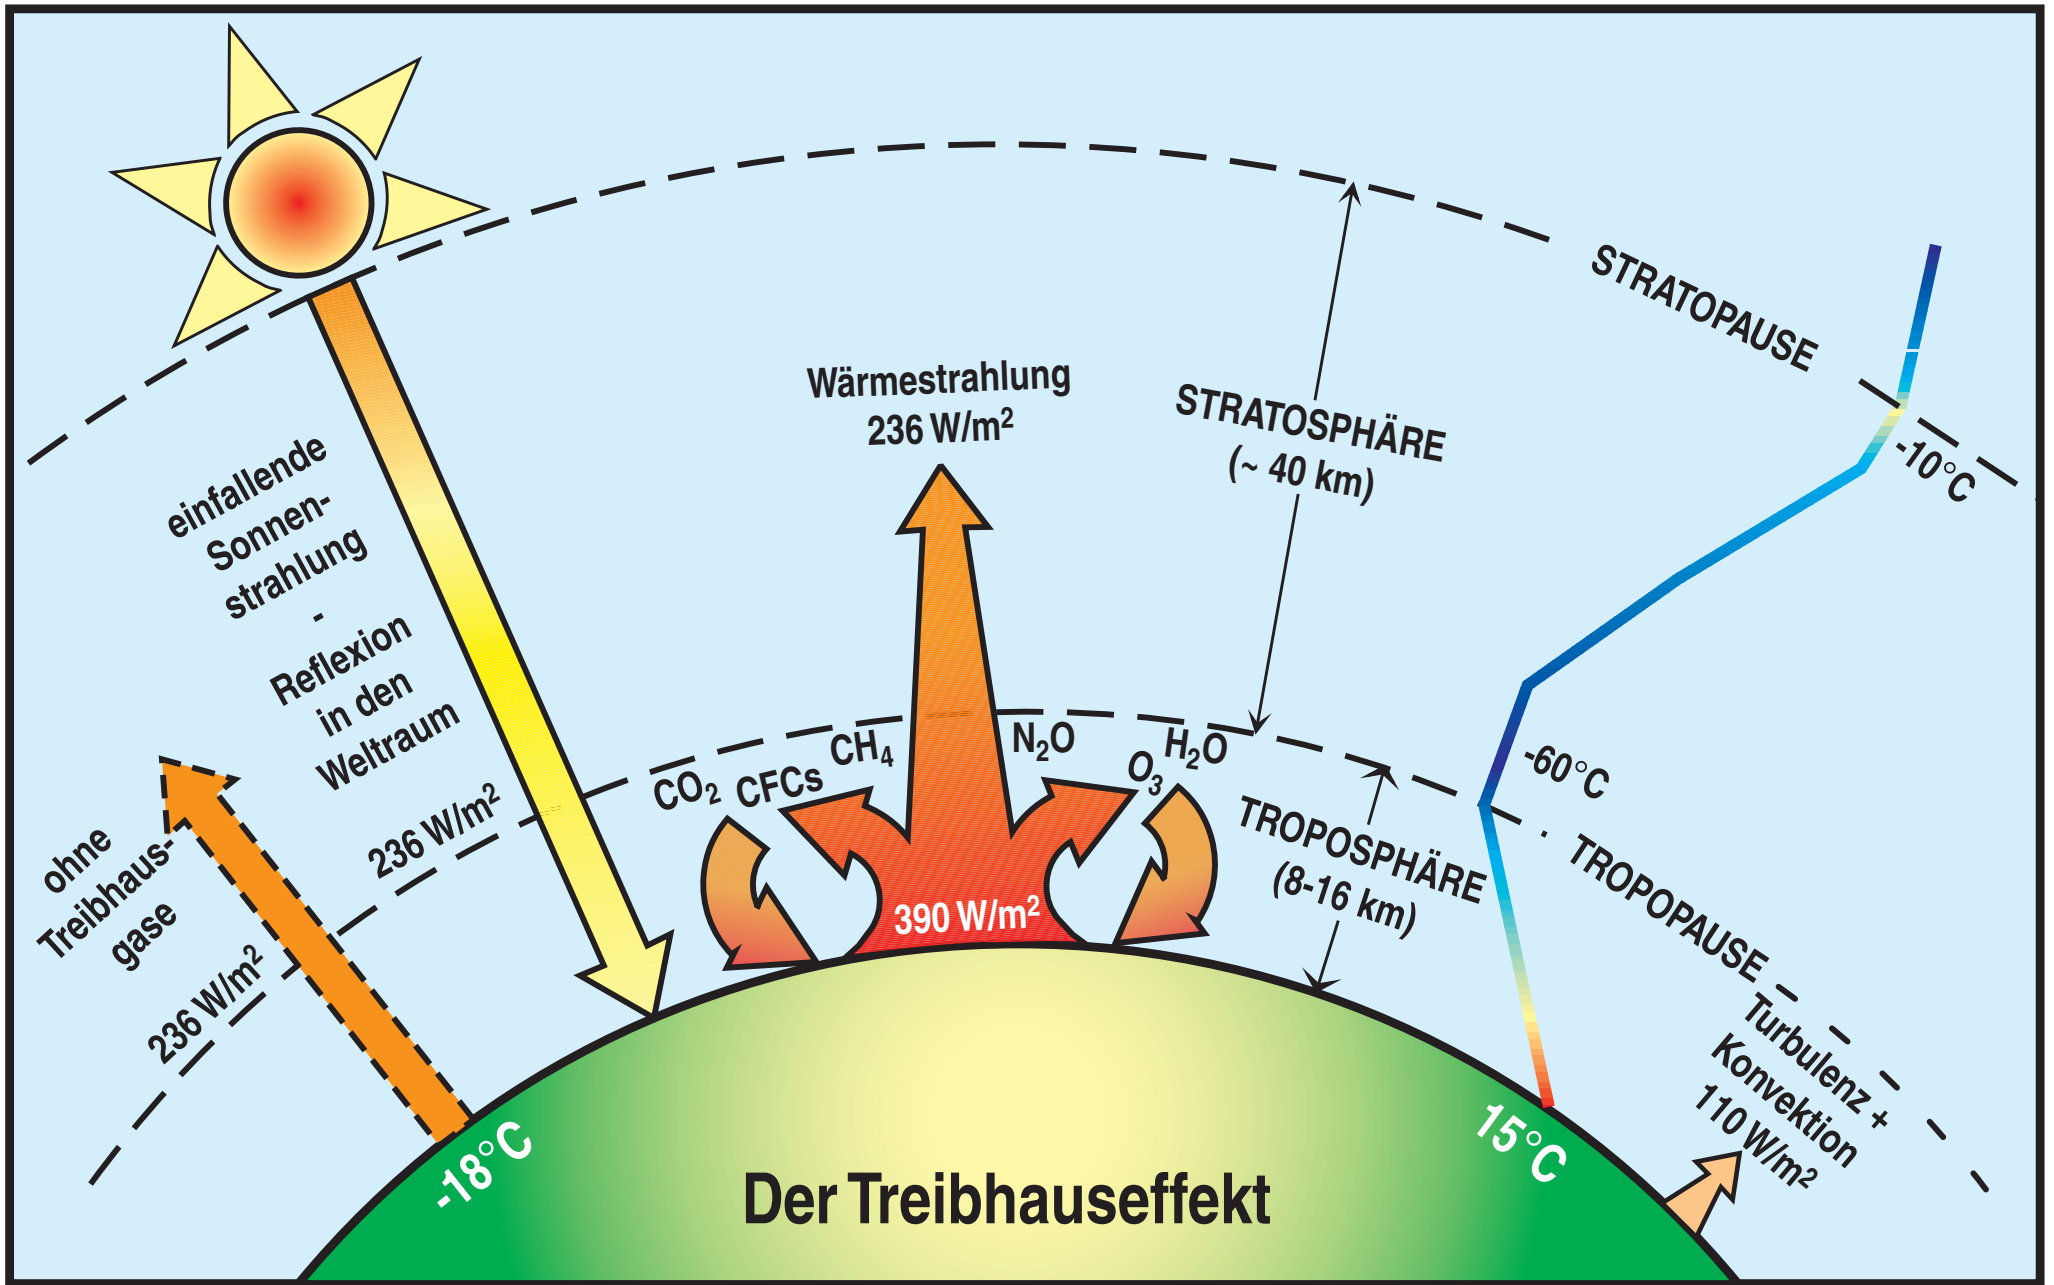 STRATOPAUSE
Wärmestrahlung
236 W/m²
STRATOSPHÄRE
(~ 40 km)
-10°C
einfallende
Sonnen-
strahlung
-
Reflexion
in den
Weltraum
236 W/m²
ohne
Treibhaus-
gase
236 W/m²
CO₂
CFCs
CH₄
N₂O
O₃
H₂O
390 W/m²
TROPOSPHÄRE
(8-16 km)
-60°C
TROPOPAUSE
Turbulenz +
Konvektion
110 W/m²
-18°C
15°C
Der Treibhauseffekt